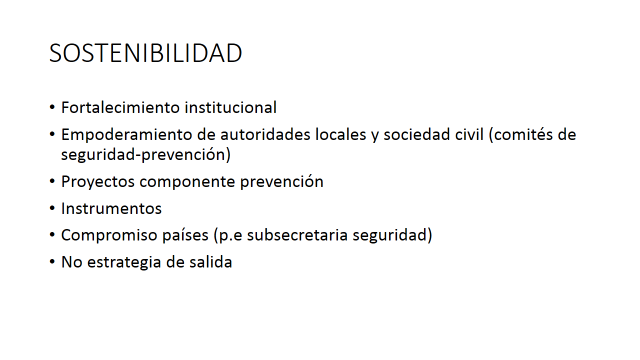 SOSTENIBILIDAD
• Fortalecimiento institucional
• Empoderamiento de autoridades locales y sociedad civil (comités de
seguridad-prevención)
• Proyectos componente prevención
• Instrumentos
• Compromiso países (p.e subsecretaria seguridad)
• No estrategia de salida